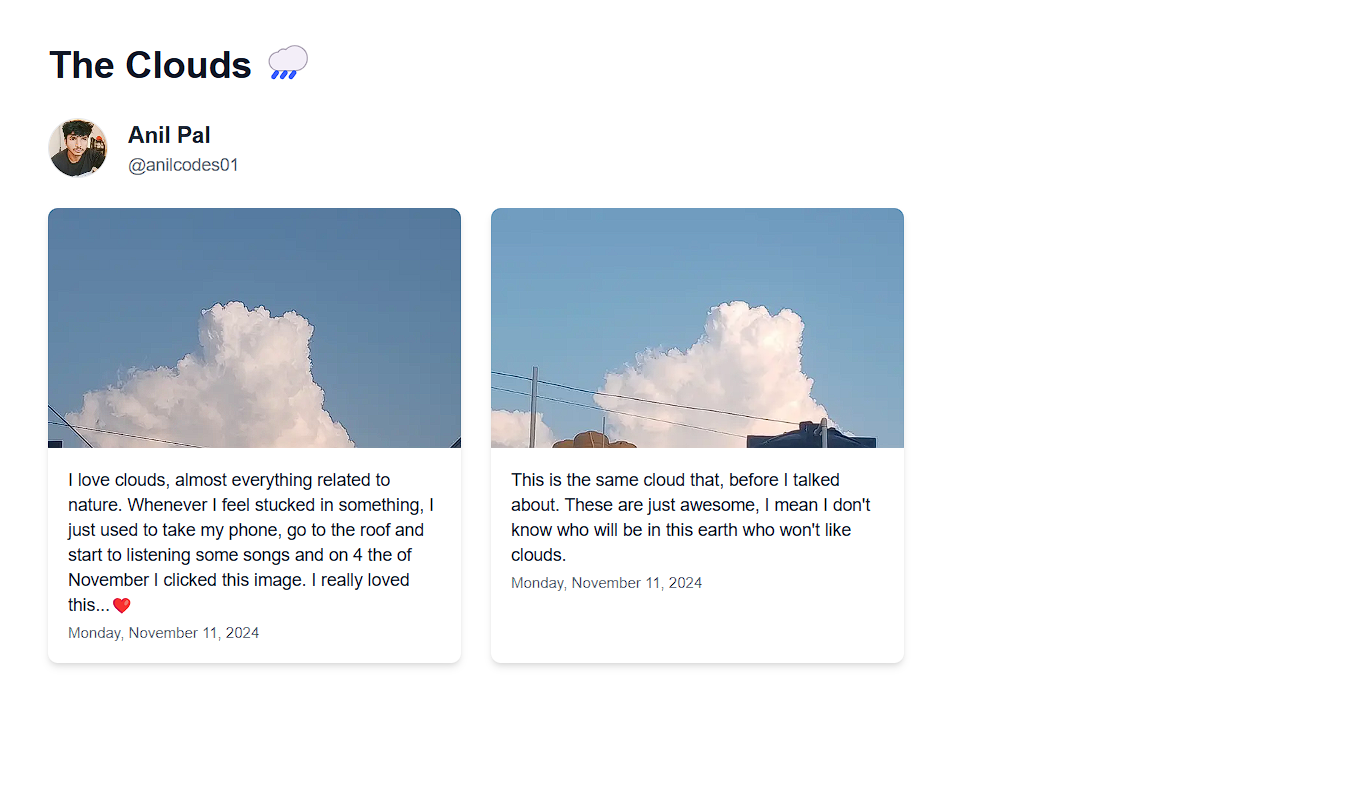 The Clouds 🌧️
Anil Pal
@anilcodes01
I love clouds, almost everything related to
nature. Whenever I feel stucked in something, I
just used to take my phone, go to the roof and
start to listening some songs and on 4 the of
November I clicked this image. I really loved
this...❤️
Monday, November 11, 2024
This is the same cloud that, before I talked
about. These are just awesome, I mean I don't
know who will be in this earth who won't like
clouds.
Monday, November 11, 2024